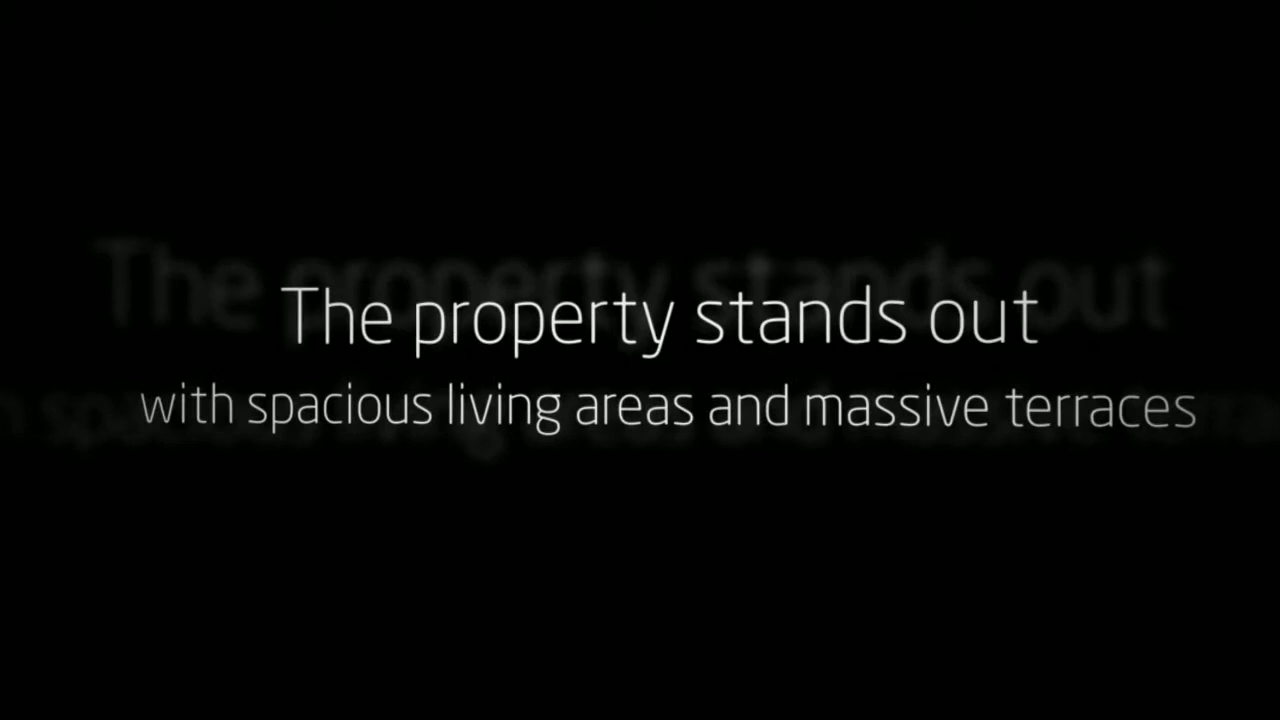 The property stands out
with spacious living areas and massive terraces